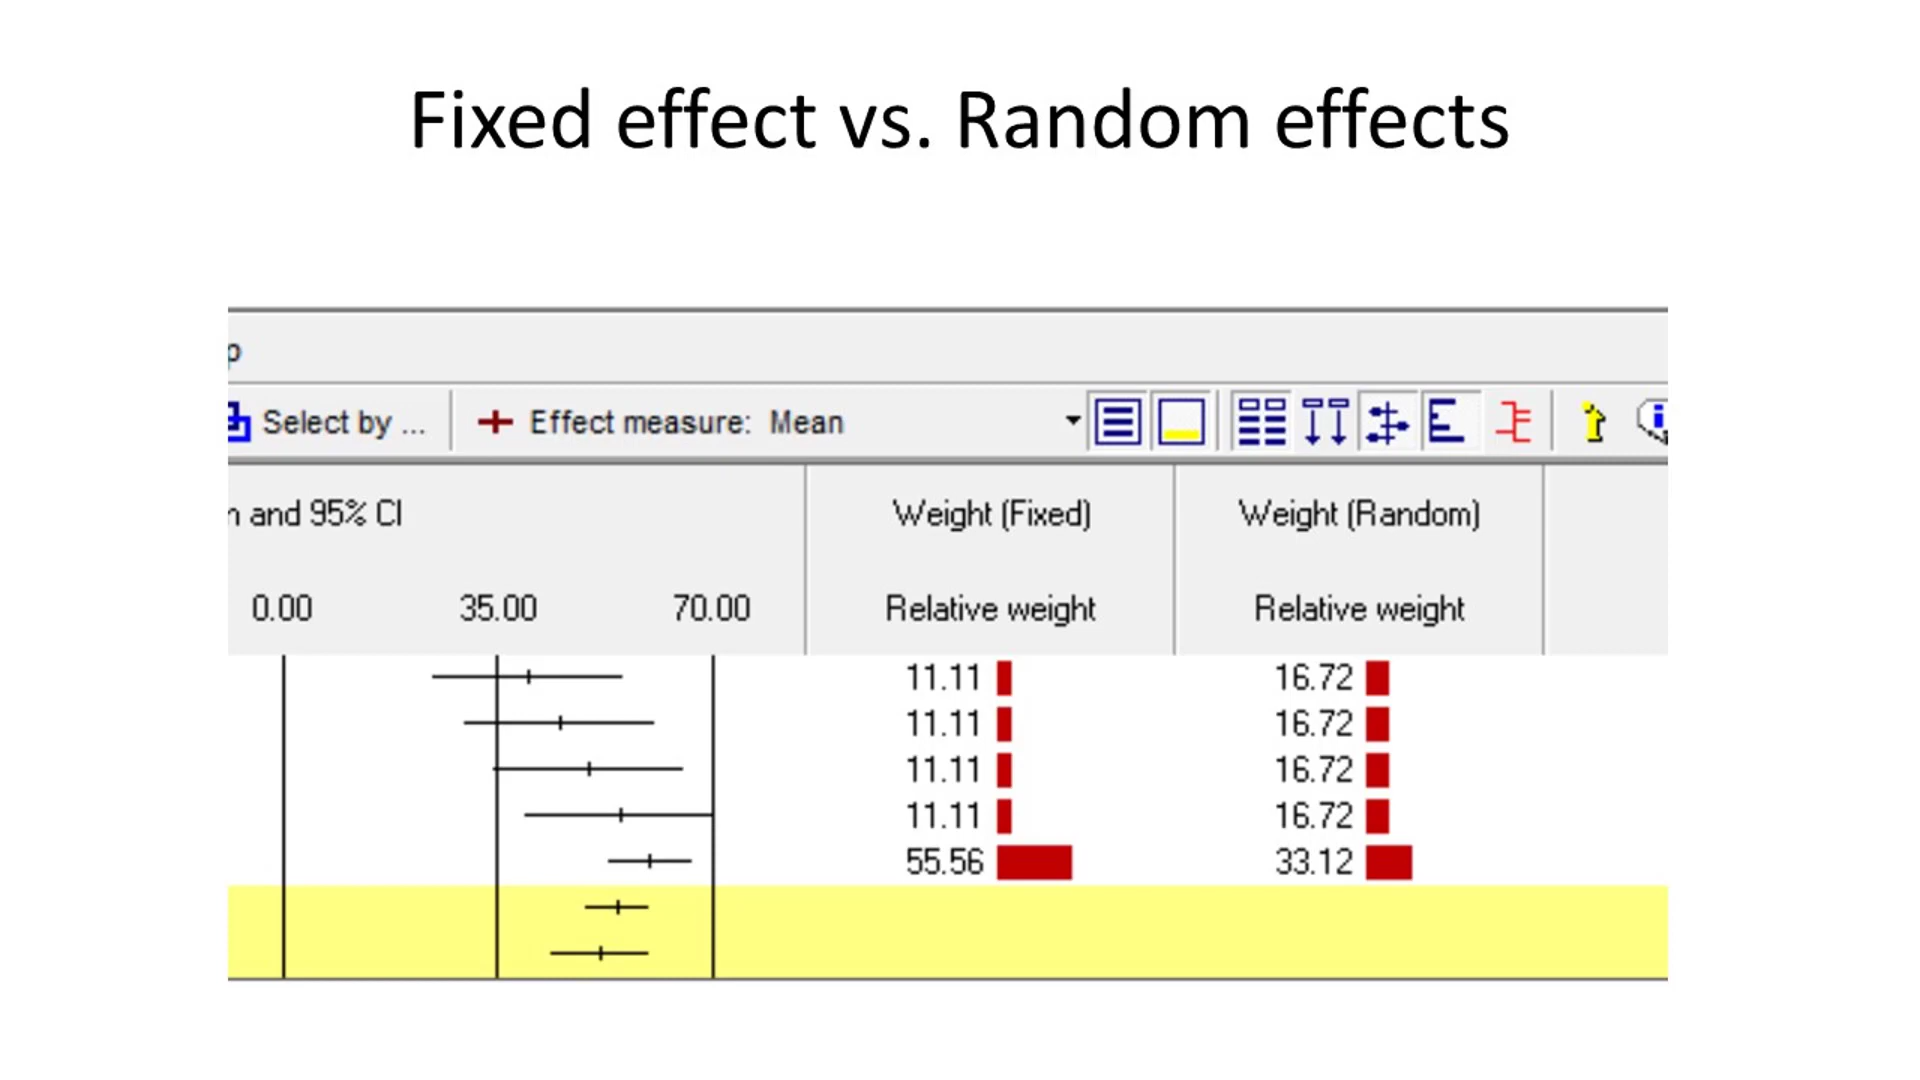 Fixed effect vs. Random effects
p
Select by ... Effect measure: Mean
n and 95% CI Weight (Fixed) Weight (Random)
0.00 35.00 70.00 Relative weight Relative weight
11.11 16.72
11.11 16.72
11.11 16.72
11.11 16.72
55.56 33.12